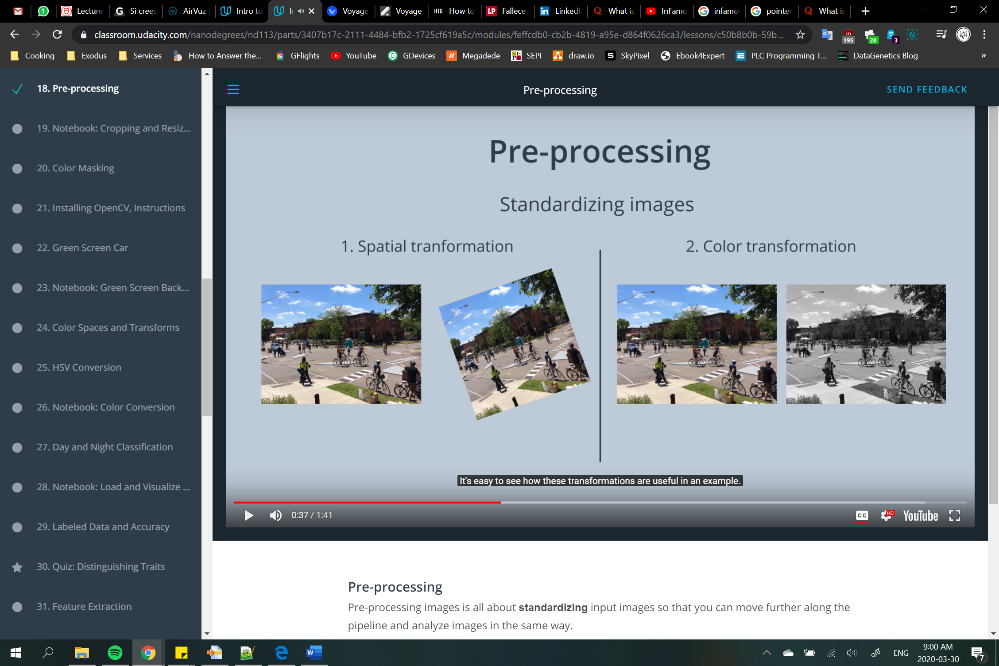 Lecture
Si crees
AirVūz
Intro to
I
Voyage
Voyage
HTG How to
LP Fallece
in LinkedI
What is
InFamo
infamo
pointer
What is
classroom.udacity.com/nanodegrees/nd113/parts/3407b17c-2111-4484-bfb2-1725cf619a5c/modules/feffcdb0-cb2b-4819-a95e-d864f0626ca3/lessons/c50b8b0b-59b...
195
20
3
Cooking
Exodus
Services
How to Answer the...
GFlights
YouTube
GDevices
Megadede
SEPI SEPI
draw.io
SkyPixel
Ebook4Expert
PLC Programming T...
DataGenetics Blog
»
18. Pre-processing
19. Notebook: Cropping and Resiz...
20. Color Masking
21. Installing OpenCV, Instructions
22. Green Screen Car
23. Notebook: Green Screen Back...
24. Color Spaces and Transforms
25. HSV Conversion
26. Notebook: Color Conversion
27. Day and Night Classification
28. Notebook: Load and Visualize ...
29. Labeled Data and Accuracy
30. Quiz: Distinguishing Traits
31. Feature Extraction
Pre-processing
SEND FEEDBACK
Pre-processing
Standardizing images
1. Spatial tranformation
2. Color transformation
It's easy to see how these transformations are useful in an example.
0:37 / 1:41
CC
HD
YouTube
Pre-processing
Pre-processing images is all about standardizing input images so that you can move further along the
pipeline and analyze images in the same way.
ENG
9:00 AM
2020-03-30
7